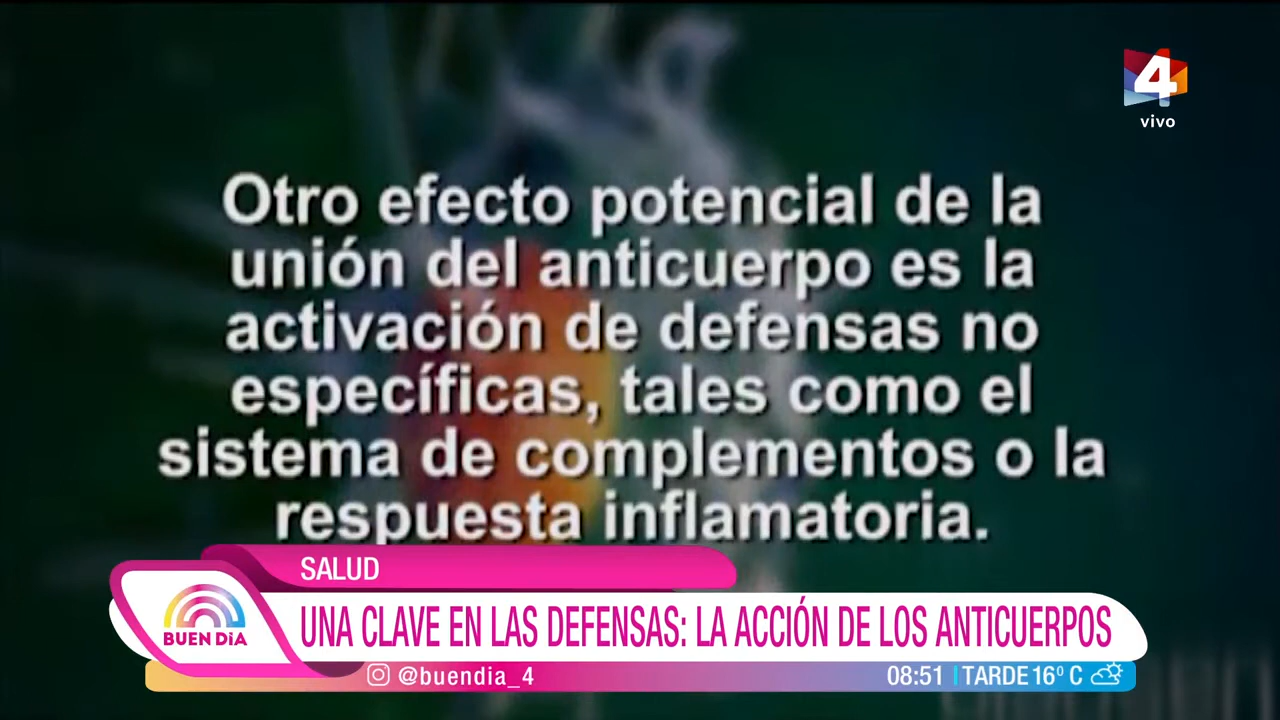 4
vivo
Otro efecto potencial de la
unión del anticuerpo es la
activación de defensas no
específicas, tales como el
sistema de complementos o la
respuesta inflamatoria.
SALUD
BUEN DÍA
UNA CLAVE EN LAS DEFENSAS: LA ACCIÓN DE LOS ANTICUERPOS
@buendia_4
08:51 TARDE 16º C